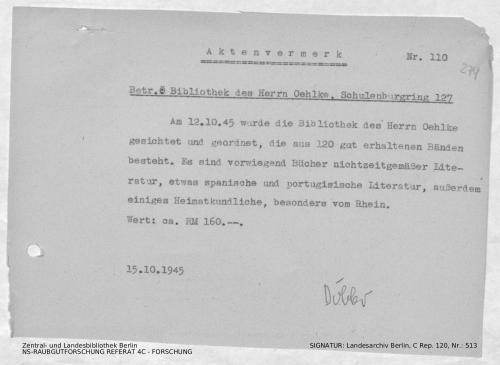 Aktenvermerk
Nr. 110
279
Betr.: Bibliothek des Herrn Oehlke, Schulenburgring 127
Am 12.10.45 wurde die Bibliothek des Herrn Oehlke
gesichtet und geordnet, die aus 120 gut erhaltenen Bänden
besteht. Es sind vorwiegend Bücher nichtzeitgemäßer Lite-
ratur, etwas spanische und portugisische Literatur, außerdem
einiges Heimatkundliche, besonders vom Rhein.
Wert: ca. RM 160.--.
15.10.1945
Zentral- und Landesbibliothek Berlin
NS-RAUBGUTFORSCHUNG REFERAT 4C - FORSCHUNG
SIGNATUR: Landesarchiv Berlin, C Rep. 120, Nr.: 513